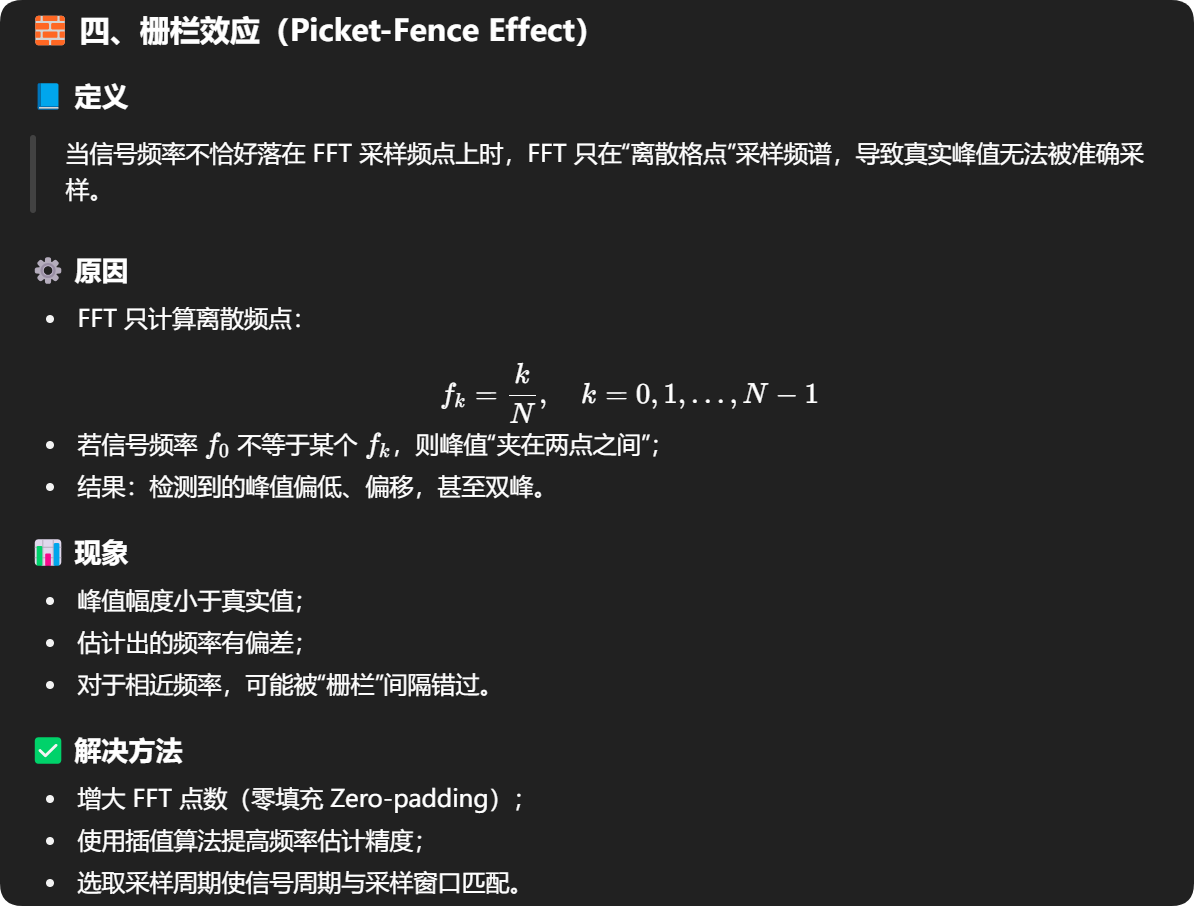 🧱 四、栅栏效应（Picket-Fence Effect）
📘 定义
当信号频率不恰好落在 FFT 采样频点上时，FFT 只在“离散格点”采样频谱，导致真实峰值无法被准确采
样。
⚙️ 原因
• FFT 只计算离散频点：
f_k = k/N, k = 0, 1, …, N − 1
• 若信号频率 f_0 不等于某个 f_k，则峰值“夹在两点之间”；
• 结果：检测到的峰值偏低、偏移，甚至双峰。
📊 现象
• 峰值幅度小于真实值；
• 估计出的频率有偏差；
• 对于相近频率，可能被“栅栏”间隔错过。
✅ 解决方法
• 增大 FFT 点数（零填充 Zero-padding）；
• 使用插值算法提高频率估计精度；
• 选取采样周期使信号周期与采样窗口匹配。